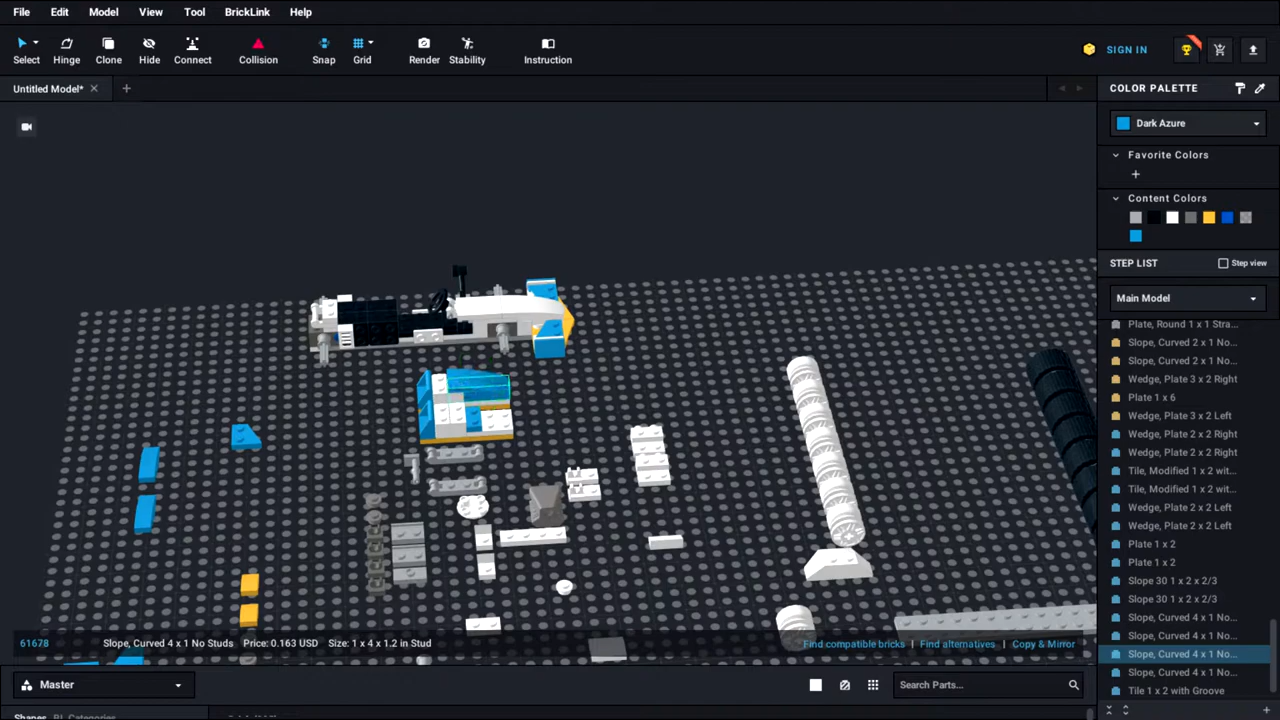 File Edit Model View Tool BrickLink Help
Select Hinge Clone Hide Connect Collision Snap Grid Render Stability Instruction SIGN IN
Untitled Model*
COLOR PALETTE
Dark Azure
Favorite Colors
Content Colors
STEP LIST Step view
Main Model
Plate, Round 1 x 1 Stra...
Slope, Curved 2 x 1 No...
Slope, Curved 2 x 1 No...
Wedge, Plate 3 x 2 Right
Plate 1 x 6
Wedge, Plate 3 x 2 Left
Wedge, Plate 2 x 2 Right
Wedge, Plate 2 x 2 Right
Tile, Modified 1 x 2 wit...
Tile, Modified 1 x 2 wit...
Wedge, Plate 2 x 2 Left
Wedge, Plate 2 x 2 Left
Plate 1 x 2
Plate 1 x 2
Slope 30 1 x 2 x 2/3
Slope 30 1 x 2 x 2/3
Slope, Curved 4 x 1 No...
Slope, Curved 4 x 1 No...
Slope, Curved 4 x 1 No...
Slope, Curved 4 x 1 No...
Tile 1 x 2 with Groove
61678 Slope, Curved 4 x 1 No Studs Price: 0.163 USD Size: 1 x 4 x 1.2 in Stud Find compatible bricks Find alternatives Copy & Mirror
Master Search Parts...
Shapes BL Categories